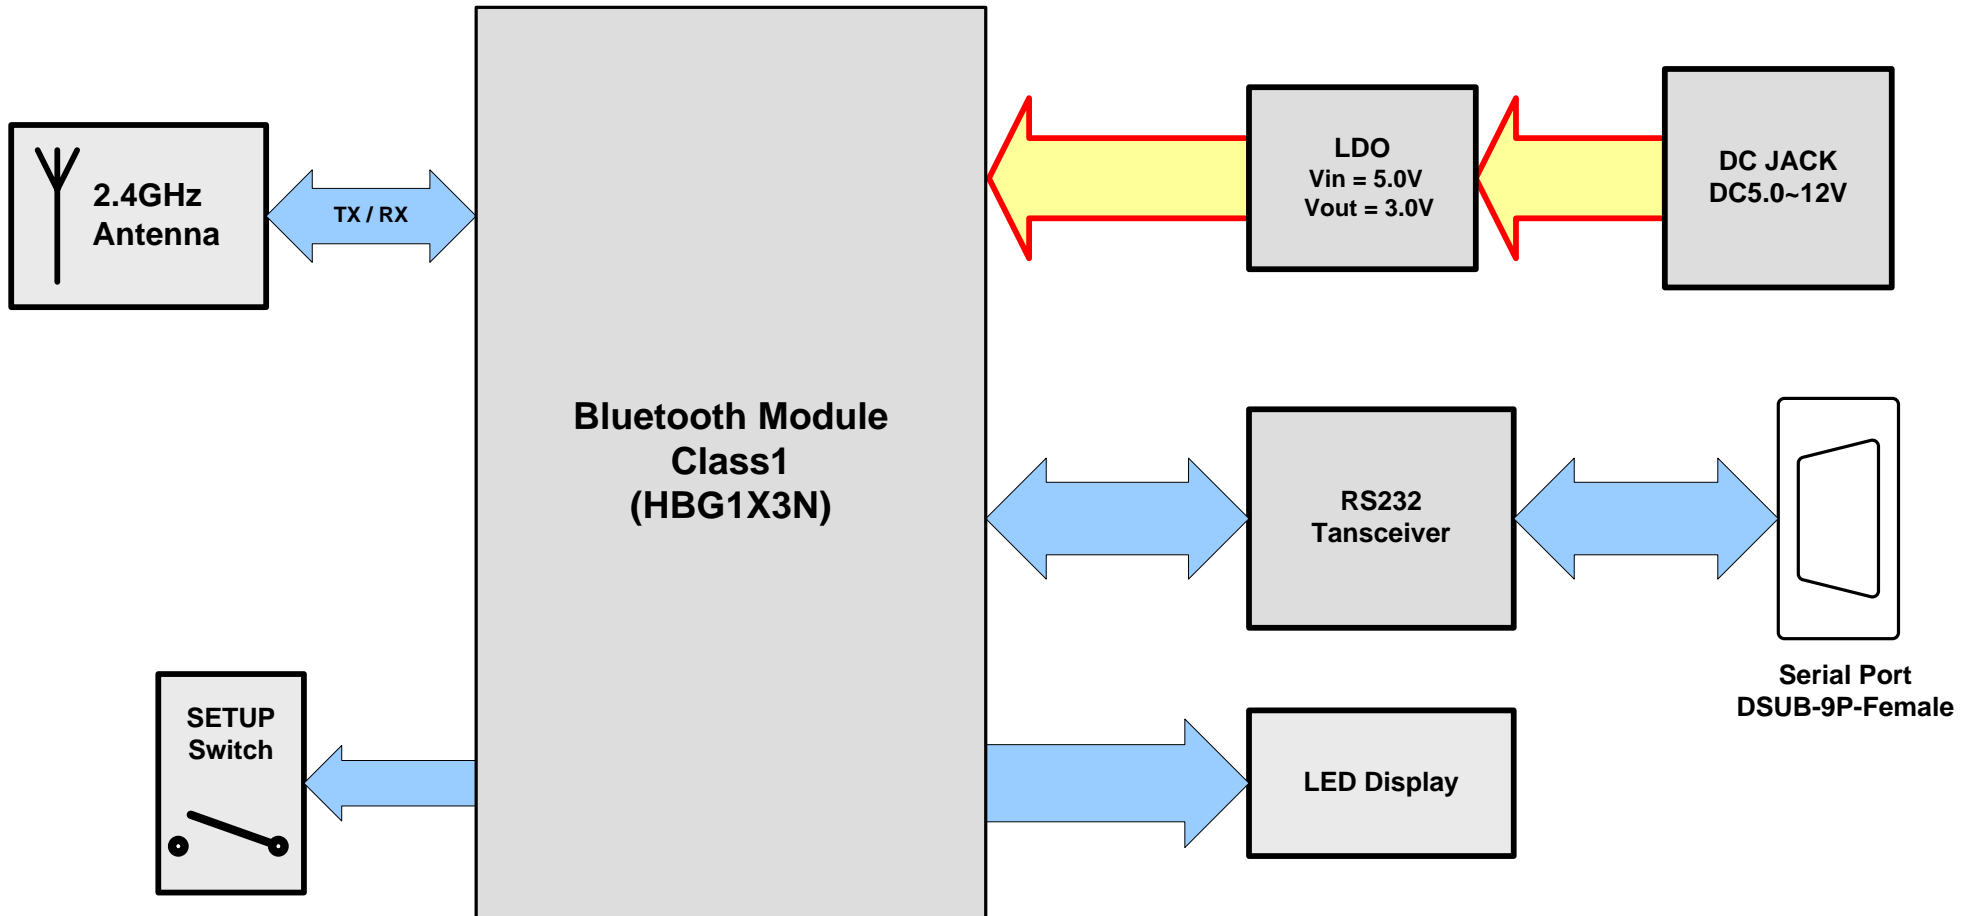 2.4GHz
Antenna
TX / RX
Bluetooth Module
Class1
(HBG1X3N)
LDO
Vin = 5.0V
Vout = 3.0V
DC JACK
DC5.0~12V
RS232
Tansceiver
Serial Port
DSUB-9P-Female
SETUP
Switch
LED Display